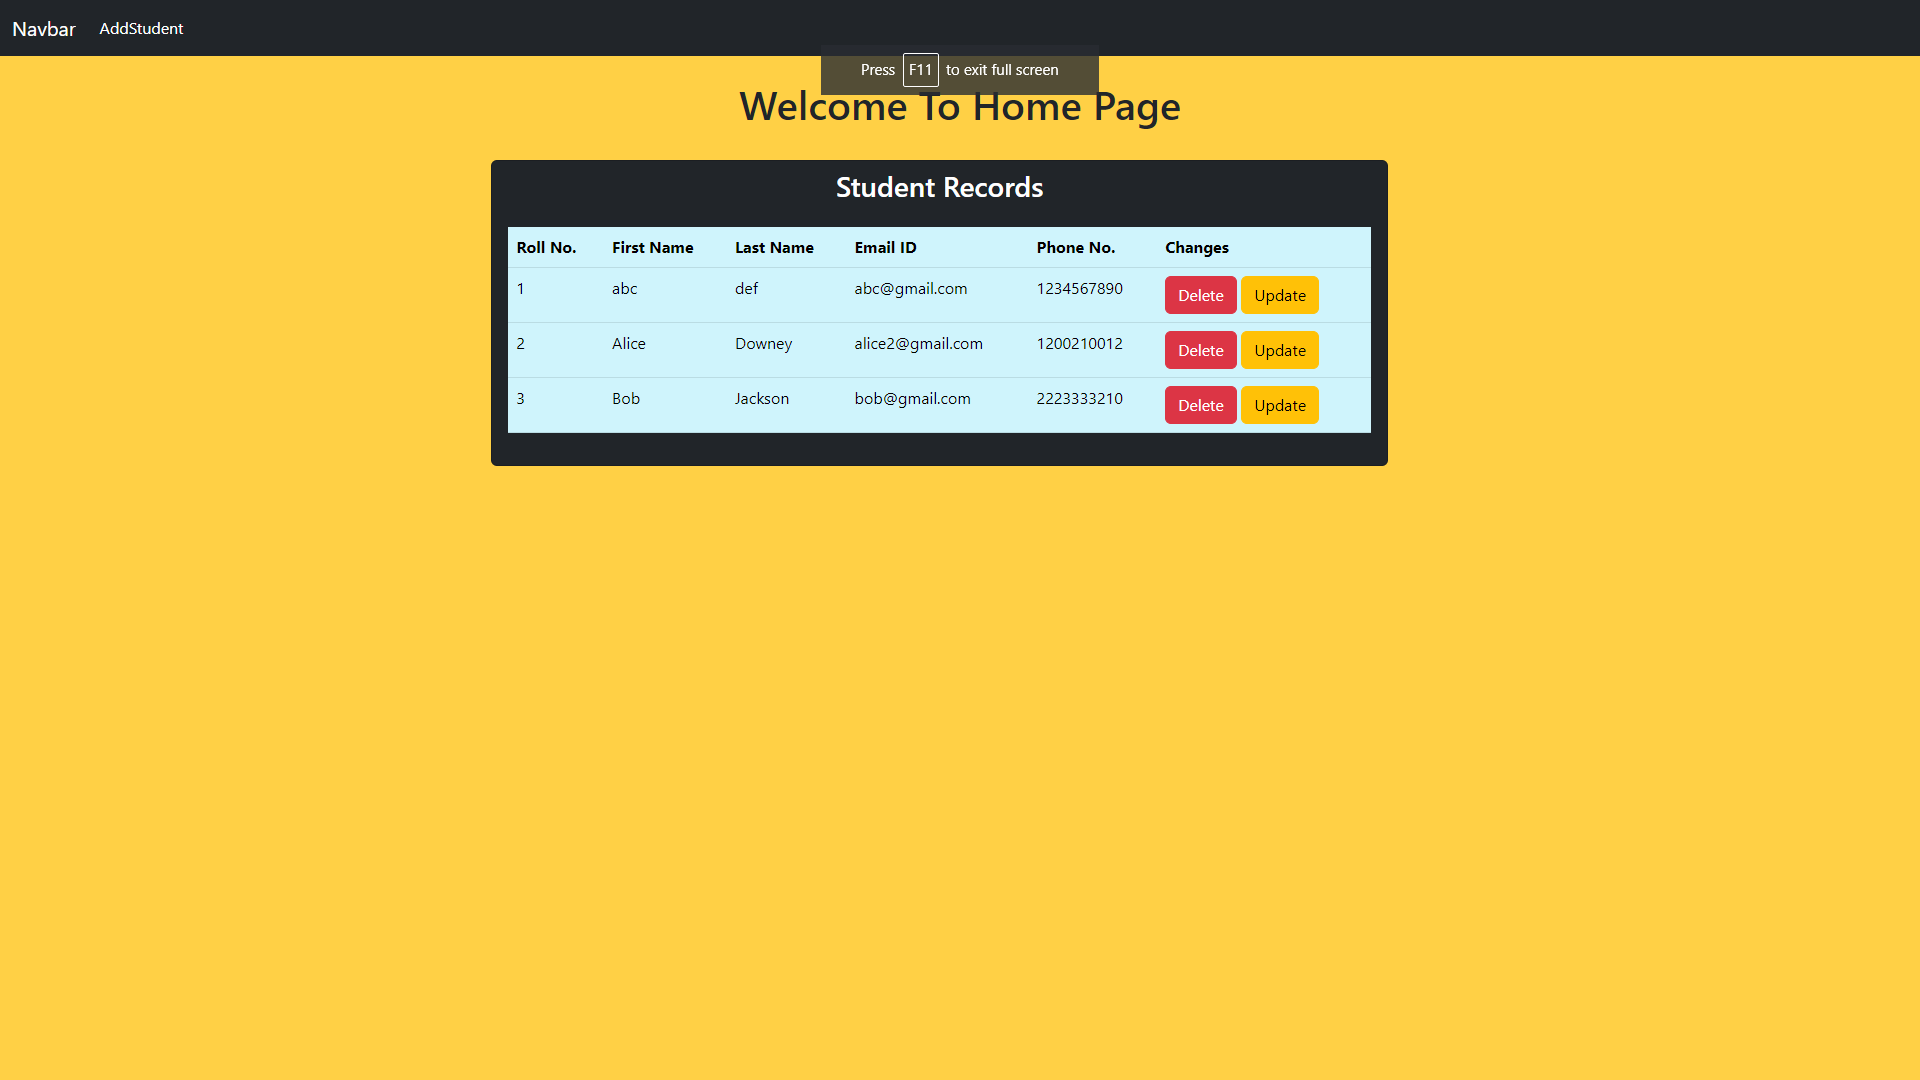 Navbar AddStudent
Press F11 to exit full screen
Welcome To Home Page
Student Records
Roll No. First Name Last Name Email ID Phone No. Changes
1 abc def abc@gmail.com 1234567890 Delete Update
2 Alice Downey alice2@gmail.com 1200210012 Delete Update
3 Bob Jackson bob@gmail.com 2223333210 Delete Update